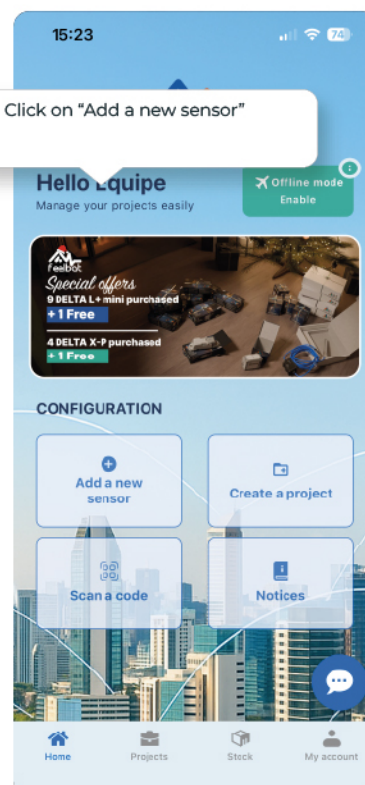 15:23
74
Click on “Add a new sensor”
Hello Equipe
Manage your projects easily
Offline mode
Enable
feelbat
Special offers
9 DELTA L+ mini purchased
+ 1 Free
4 DELTA X-P purchased
+ 1 Free
CONFIGURATION
Add a new
sensor
Create a project
Scan a code
Notices
Home
Projects
Stock
My account